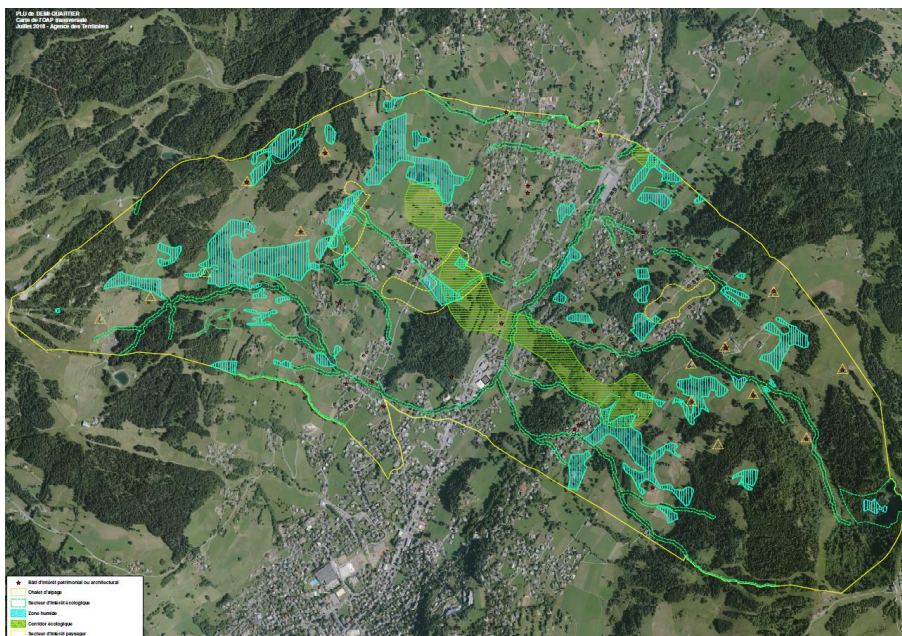 PLU de DEMI-QUARTIER
Carte de l'OAP transversale
Juillet 2018 - Agence des Territoires
Bâti d'intérêt patrimonial ou architectural
Chalet d'alpage
Secteur d'intérêt écologique
Zone humide
Corridor écologique
Secteur d'intérêt paysager